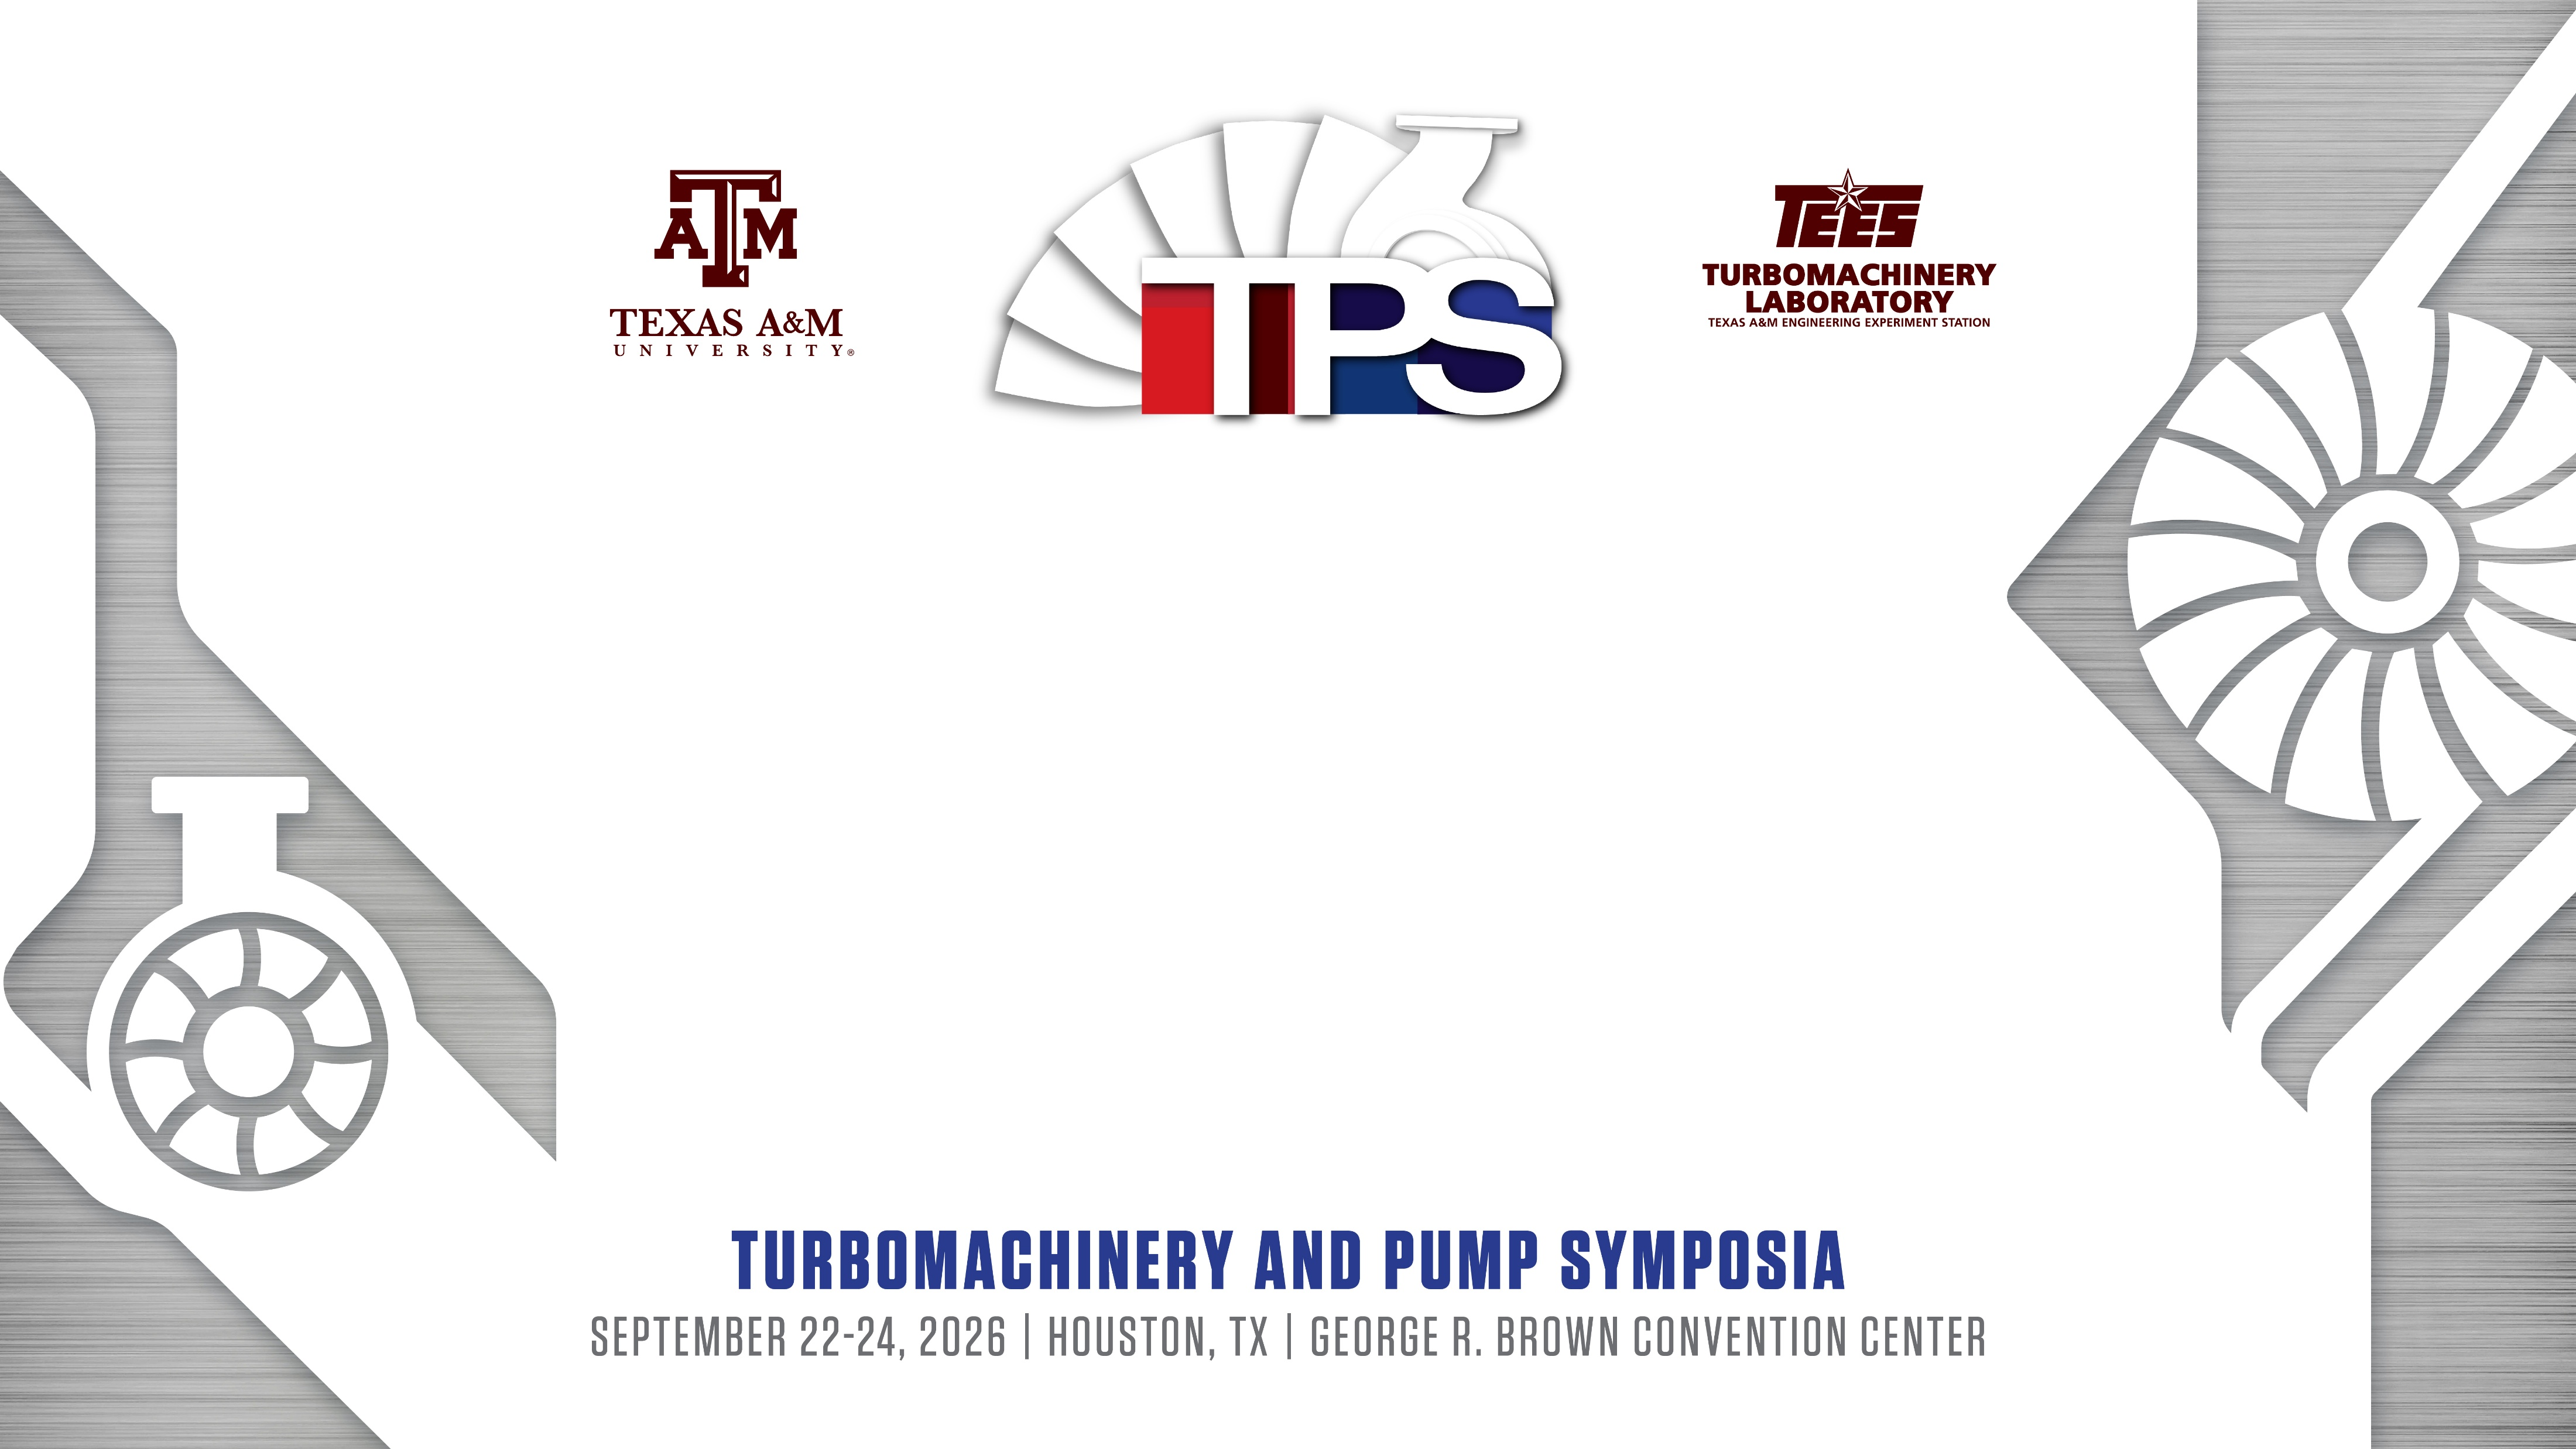 ATM
TEXAS A&M
UNIVERSITY®
TPS
TEES
TURBOMACHINERY
LABORATORY
TEXAS A&M ENGINEERING EXPERIMENT STATION
TURBOMACHINERY AND PUMP SYMPOSIA
SEPTEMBER 22-24, 2026 | HOUSTON, TX | GEORGE R. BROWN CONVENTION CENTER